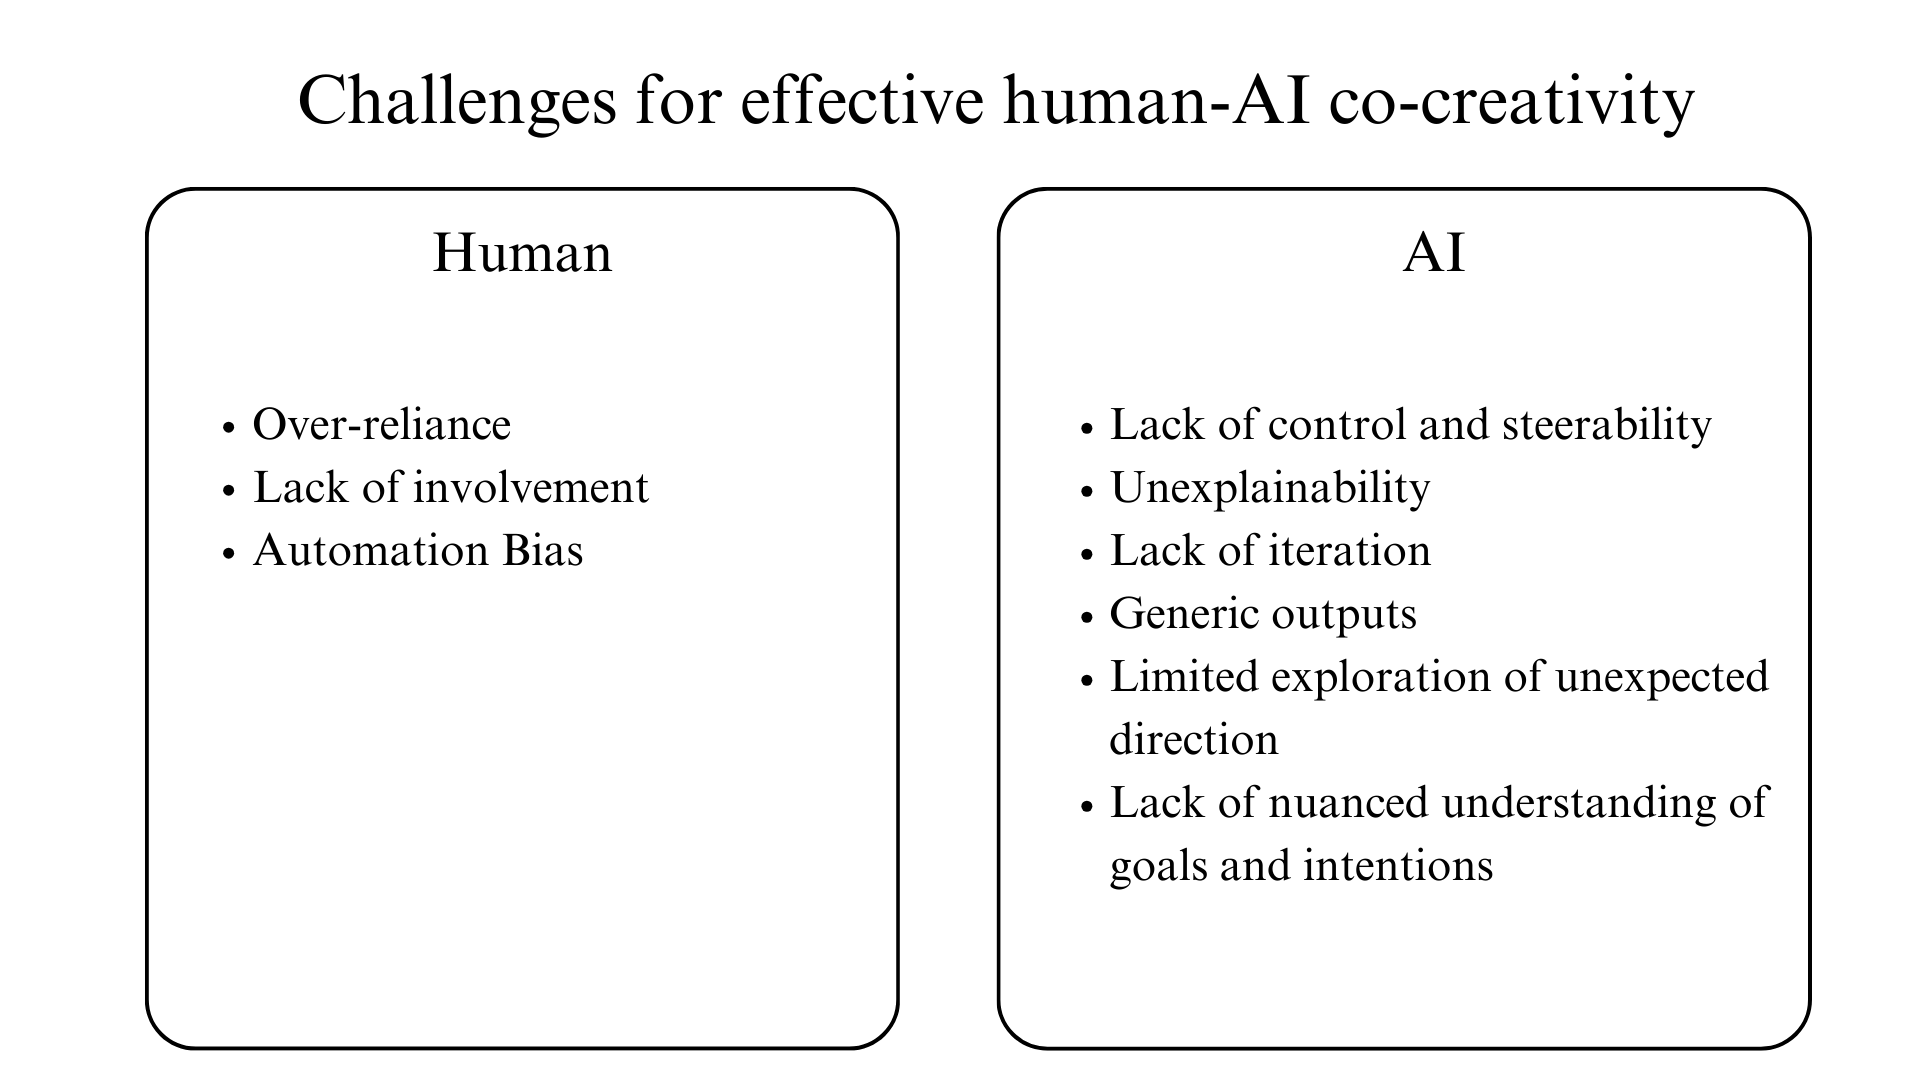 Challenges for effective human-AI co-creativity
Human
• Over-reliance
• Lack of involvement
• Automation Bias
AI
• Lack of control and steerability
• Unexplainability
• Lack of iteration
• Generic outputs
• Limited exploration of unexpected
direction
• Lack of nuanced understanding of
goals and intentions